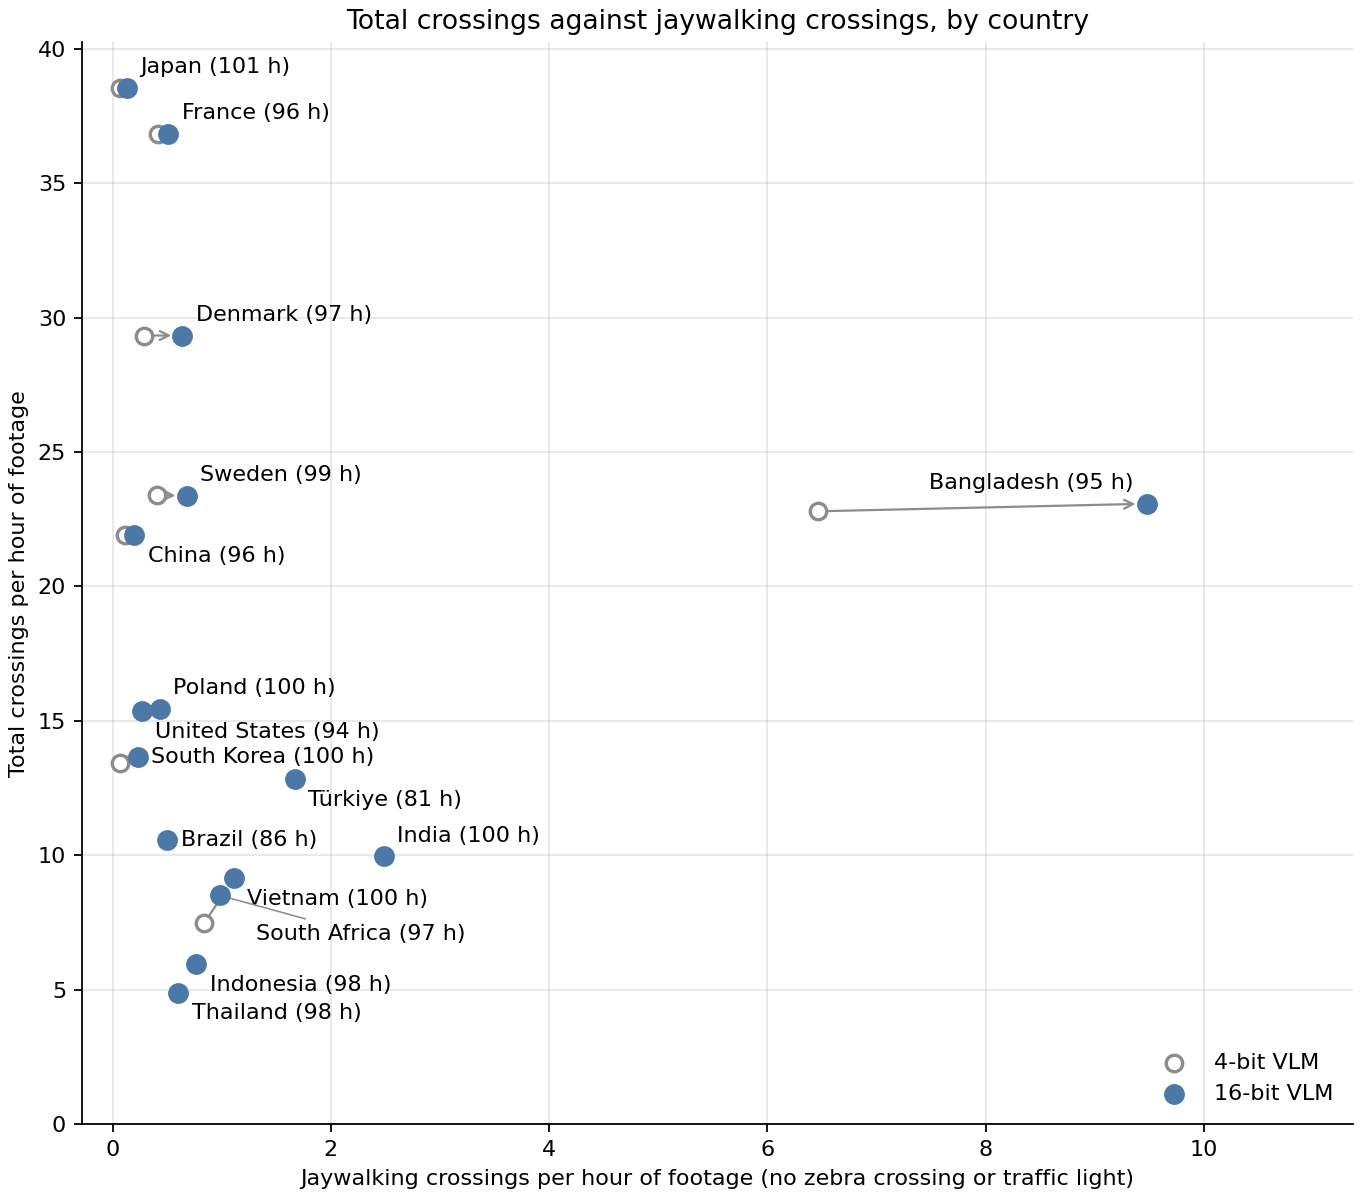 Total crossings against jaywalking crossings, by country
Total crossings per hour of footage
40
35
30
25
20
15
10
5
0
Japan (101 h)
France (96 h)
Denmark (97 h)
Sweden (99 h)
Bangladesh (95 h)
China (96 h)
Poland (100 h)
United States (94 h)
South Korea (100 h)
Türkiye (81 h)
India (100 h)
Brazil (86 h)
Vietnam (100 h)
South Africa (97 h)
Indonesia (98 h)
Thailand (98 h)
4-bit VLM
16-bit VLM
0 2 4 6 8 10
Jaywalking crossings per hour of footage (no zebra crossing or traffic light)